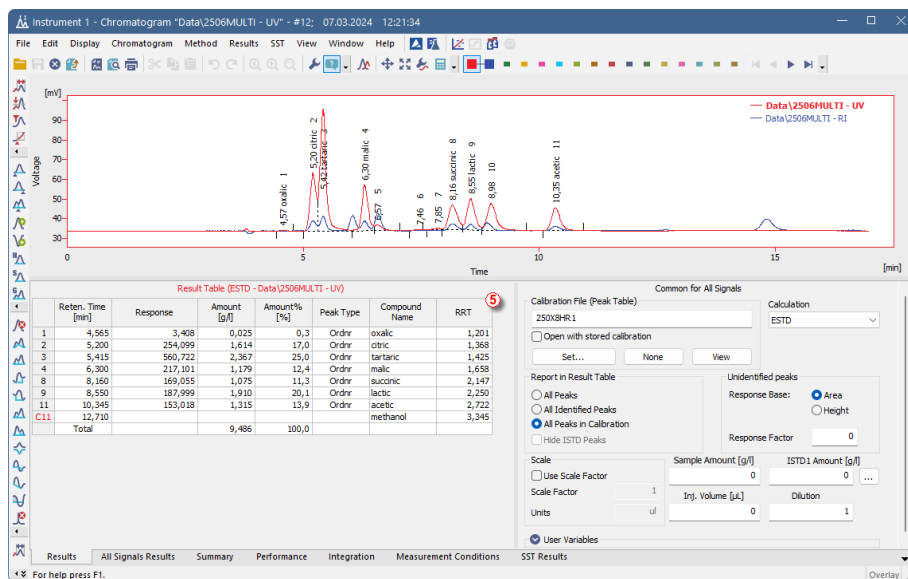 Instrument 1 - Chromatogram "Data\2506MULTI - UV" - #12; 07.03.2024 12:21:34
File Edit Display Chromatogram Method Results SST View Window Help
[mV]
90
80
70
60
50
40
30
Voltage
Data\2506MULTI - UV
Data\2506MULTI - RI
4,57 oxalic 1
5,20 citric 2
5,42 tartaric 3
6,30 malic 4
6,57 5
7,46 6
7,85 7
8,16 succinic 8
8,55 lactic 9
8,98 10
10,35 acetic 11
0 5 10 15
Time
[min]
Result Table (ESTD - Data\2506MULTI - UV)
5
Reten. Time [min] Response Amount [g/l] Amount% [%] Peak Type Compound Name RRT
1 4,565 3,408 0,025 0,3 Ordnr oxalic 1,201
2 5,200 254,099 1,614 17,0 Ordnr citric 1,368
3 5,415 560,722 2,367 25,0 Ordnr tartaric 1,425
4 6,300 217,101 1,179 12,4 Ordnr malic 1,658
8 8,160 169,055 1,075 11,3 Ordnr succinic 2,147
9 8,550 187,999 1,910 20,1 Ordnr lactic 2,250
11 10,345 153,018 1,315 13,9 Ordnr acetic 2,722
C11 12,710 methanol 3,345
Total 9,486 100,0
Common for All Signals
Calibration File (Peak Table)
250X8HR1
Open with stored calibration
Set... None View
Calculation
ESTD
Report in Result Table
All Peaks
All Identified Peaks
All Peaks in Calibration
Hide ISTD Peaks
Unidentified peaks
Response Base: Area
Height
Response Factor 0
Scale
Use Scale Factor
Scale Factor 1
Units ul
Sample Amount [g/l]
0
ISTD1 Amount [g/l]
0 ...
Inj. Volume [µL]
0
Dilution
1
User Variables
Results All Signals Results Summary Performance Integration Measurement Conditions SST Results
For help press F1.
Overlay